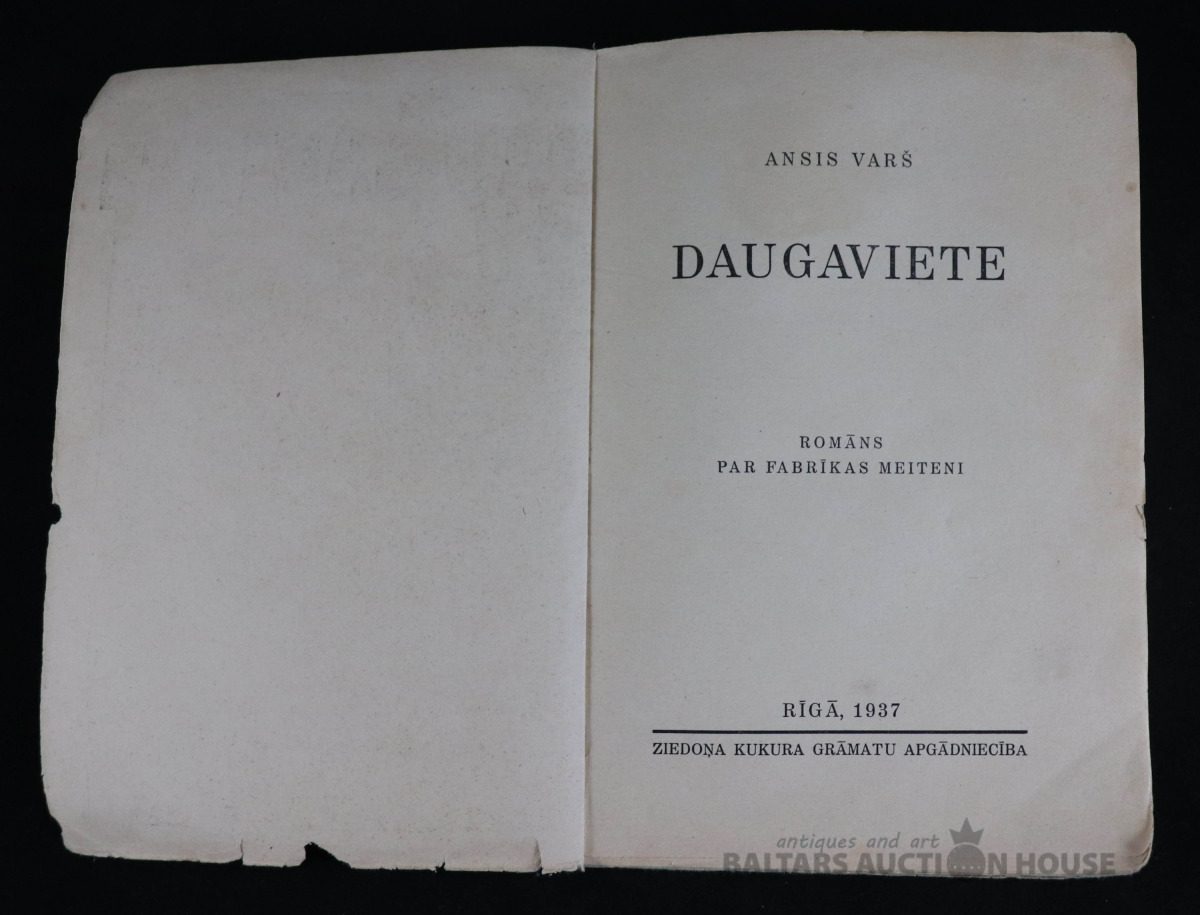 ANSIS VARŠ
DAUGAVIETE
ROMĀNS
PAR FABRĪKAS MEITENI
RĪGĀ, 1937
ZIEDOŅA KUKURA GRĀMATU APGĀDNIECĪBA
antiques and art
BALTARS AUCTION HOUSE